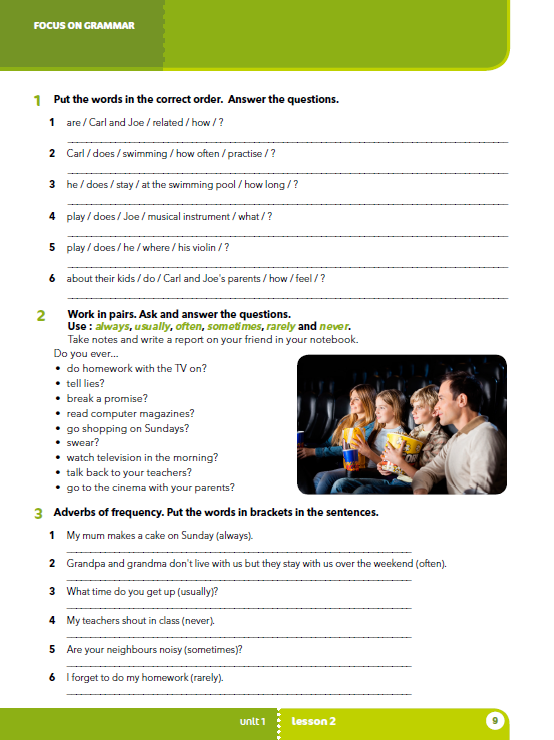 FOCUS ON GRAMMAR
1 Put the words in the correct order. Answer the questions.
1 are / Carl and Joe / related / how / ?
2 Carl / does / swimming / how often / practise / ?
3 he / does / stay / at the swimming pool / how long / ?
4 play / does / Joe / musical instrument / what / ?
5 play / does / he / where / his violin / ?
6 about their kids / do / Carl and Joe's parents / how / feel / ?
2 Work in pairs. Ask and answer the questions.
Use : always, usually, often, sometimes, rarely and never.
Take notes and write a report on your friend in your notebook.
Do you ever...
• do homework with the TV on?
• tell lies?
• break a promise?
• read computer magazines?
• go shopping on Sundays?
• swear?
• watch television in the morning?
• talk back to your teachers?
• go to the cinema with your parents?
3 Adverbs of frequency. Put the words in brackets in the sentences.
1 My mum makes a cake on Sunday (always).
2 Grandpa and grandma don't live with us but they stay with us over the weekend (often).
3 What time do you get up (usually)?
4 My teachers shout in class (never).
5 Are your neighbours noisy (sometimes)?
6 I forget to do my homework (rarely).
unit 1 lesson 2 9